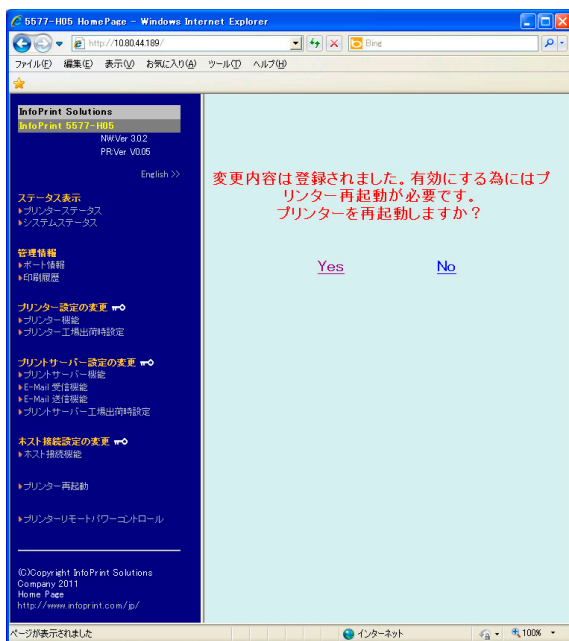 5577-H05 HomePage - Windows Internet Explorer
http://10.80.44.189/
Bing
ファイル(F) 編集(E) 表示(V) お気に入り(A) ツール(T) ヘルプ(H)
InfoPrint Solutions
InfoPrint 5577-H05
NW:Ver 3.0.2
PR:Ver V0.05
English >>
ステータス表示
プリンターステータス
システムステータス
管理情報
ポート情報
印刷履歴
プリンター設定の変更
プリンター機能
プリンター工場出荷時設定
プリントサーバー設定の変更
プリントサーバー機能
E-Mail 受信機能
E-Mail 送信機能
プリントサーバー工場出荷時設定
ホスト接続設定の変更
ホスト接続機能
プリンター再起動
プリンターリモートパワーコントロール
(C)Copyright InfoPrint Solutions
Company 2011
Home Page
http://www.infoprint.com/jp/
変更内容は登録されました。有効にする為にはプ
リンター再起動が必要です。
プリンターを再起動しますか？
Yes No
ページが表示されました インターネット 100%